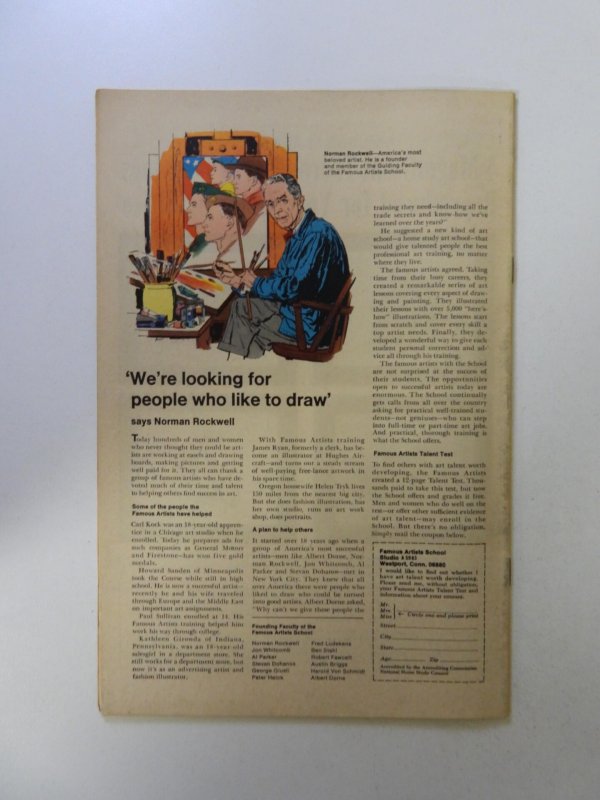 Norman Rockwell—America's most
beloved artist. He is a founder
and member of the Guiding Faculty
of the Famous Artists School.
'We're looking for
people who like to draw'
says Norman Rockwell
Today hundreds of men and women
who never thought they could be art-
ists are working at easels and drawing
boards, making pictures and getting
well paid for it. They all can thank a
group of famous artists who have de-
voted much of their time and talent
to helping others find success in art.
Some of the people the
Famous Artists have helped
Carl Kock was an 18-year-old appren-
tice in a Chicago art studio when he
enrolled. Today he prepares ads for
such companies as General Motors
and Firestone—has won five gold
medals.
Howard Sanden of Minneapolis
took the Course while still in high
school. He is now a successful artist—
recently he and his wife traveled
through Europe and the Middle East
on important art assignments.
Paul Sullivan enrolled at 14. His
Famous Artists training helped him
work his way through college.
Kathleen Gironda of Indiana,
Pennsylvania, was an 18-year-old
salesgirl in a department store. She
still works for a department store, but
now it's as an advertising artist and
fashion illustrator.
With Famous Artists training
James Ryan, formerly a clerk, has be-
come an illustrator at Hughes Air-
craft—and turns out a steady stream
of well-paying free-lance artwork in
his spare time.
Oregon housewife Helen Tryk lives
150 miles from the nearest big city.
But she does fashion illustration, has
her own studio, runs an art work
shop, does portraits.
A plan to help others
It started over 18 years ago when a
group of America's most successful
artists—men like Albert Dorne, Nor-
man Rockwell, Jon Whitcomb, Al
Parker and Stevan Dohanos—met in
New York City. They knew that all
over America there were people who
liked to draw who could be turned
into good artists. Albert Dorne asked,
"Why can't we give these people the
Founding Faculty of the
Famous Artists School
Norman Rockwell
Jon Whitcomb
Al Parker
Stevan Dohanos
George Giusti
Peter Helck
Fred Ludekens
Ben Stahl
Robert Fawcett
Austin Briggs
Harold Von Schmidt
Albert Dorne
training they need—including all the
trade secrets and know-how we've
learned over the years?"
He suggested a new kind of art
school—a home study art school—that
would give talented people the best
professional art training, no matter
where they live.
The famous artists agreed. Taking
time from their busy careers, they
created a remarkable series of art
lessons covering every aspect of draw-
ing and painting. They illustrated
their lessons with over 5,000 "here's-
how" illustrations. The lessons start
from scratch and cover every skill a
top artist needs. Finally, they de-
veloped a wonderful way to give each
student personal correction and ad-
vice all through his training.
The famous artists with the School
are not surprised at the success of
their students. The opportunities
open to successful artists today are
enormous. The School continually
gets calls from all over the country
asking for practical well-trained stu-
dents—not geniuses—who can step
into full-time or part-time art jobs.
And practical, thorough training is
what the School offers.
Famous Artists Talent Test
To find others with art talent worth
developing, the Famous Artists
created a 12-page Talent Test. Thou-
sands paid to take this test, but now
the School offers and grades it free.
Men and women who do well on the
test—or offer other sufficient evidence
of art talent—may enroll in the
School. But there's no obligation.
Simply mail the coupon below.
Famous Artists School
Studio
Westport, Conn. 06880
I would like to find out whether I
have art talent worth developing.
Please send me, without obligation,
your Famous Artists Talent Test and
information about your courses.
Mr.
Mrs.
Miss
Circle one and please print
Street
City
State
Age Zip
Accredited by the Accrediting Commission
National Home Study Council